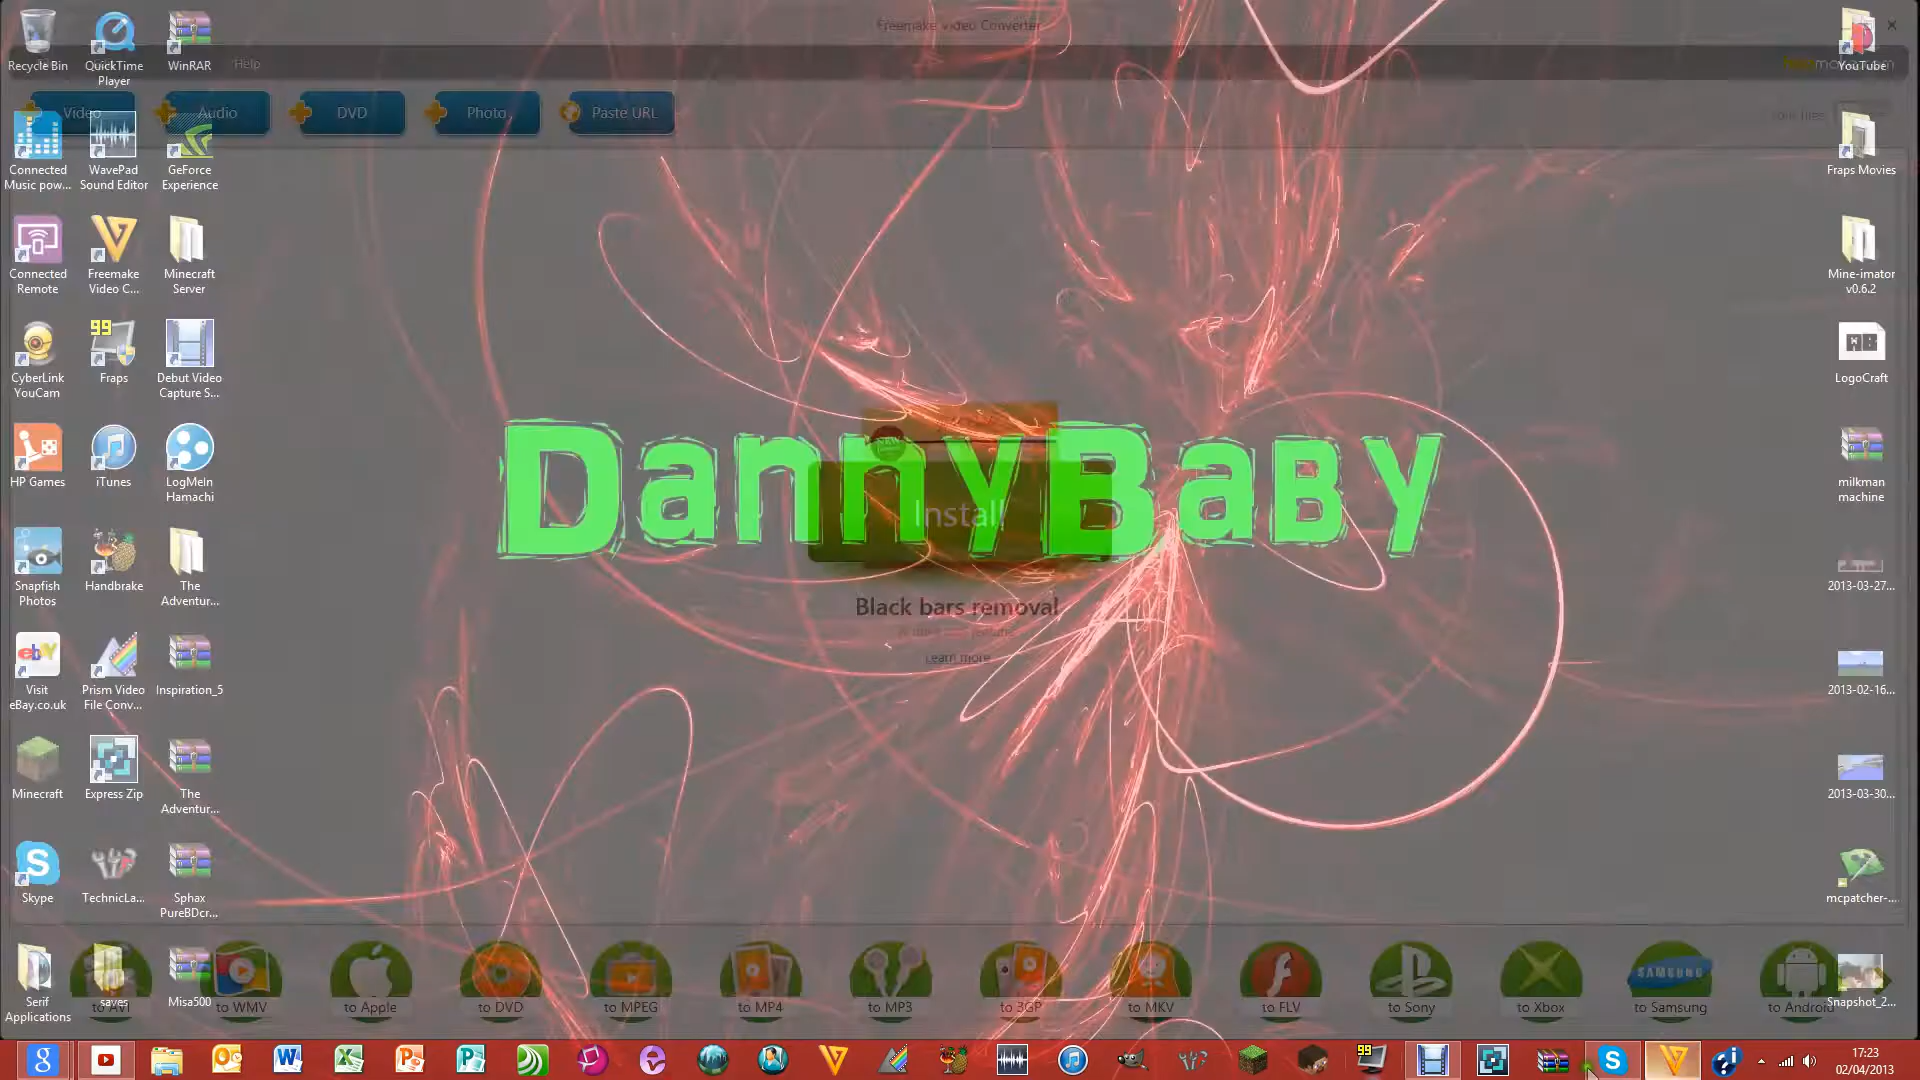 Freemake Video Converter
Help
Video
Audio
DVD
Photo
Paste URL
Recycle Bin
QuickTime
Player
WinRAR
Connected
Music pow...
WavePad
Sound Editor
GeForce
Experience
Connected
Remote
Freemake
Video C...
Minecraft
Server
CyberLink
YouCam
99
Fraps
Debut Video
Capture S...
HP Games
iTunes
LogMeIn
Hamachi
Snapfish
Photos
Handbrake
The
Adventur...
ebY
Visit
eBay.co.uk
Prism Video
File Conv...
Inspiration_5
Minecraft
Express Zip
The
Adventur...
Skype
TechnicLa...
Sphax
PureBDcr...
Serif
Applications
saves
Misa500
DannyBaby
Install
Black bars removal
Learn more
YouTube
Fraps Movies
Mine-imator
v0.6.2
LogoCraft
milkman
machine
2013-03-27...
2013-02-16...
2013-03-30...
mcpatcher-...
Snapshot_2...
to AVI
to WMV
to Apple
to DVD
to MPEG
to MP4
to MP3
to 3GP
to MKV
to FLV
to Sony
to Xbox
SAMSUNG
to Samsung
to Android
99
17:23
02/04/2013